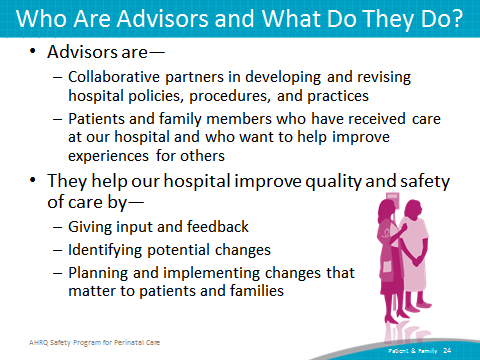 Who Are Advisors and What Do They Do?
• Advisors are—
– Collaborative partners in developing and revising
hospital policies, procedures, and practices
– Patients and family members who have received care
at our hospital and who want to help improve
experiences for others
• They help our hospital improve quality and safety
of care by—
– Giving input and feedback
– Identifying potential changes
– Planning and implementing changes that
matter to patients and families
AHRQ Safety Program for Perinatal Care
Patient & Family 24